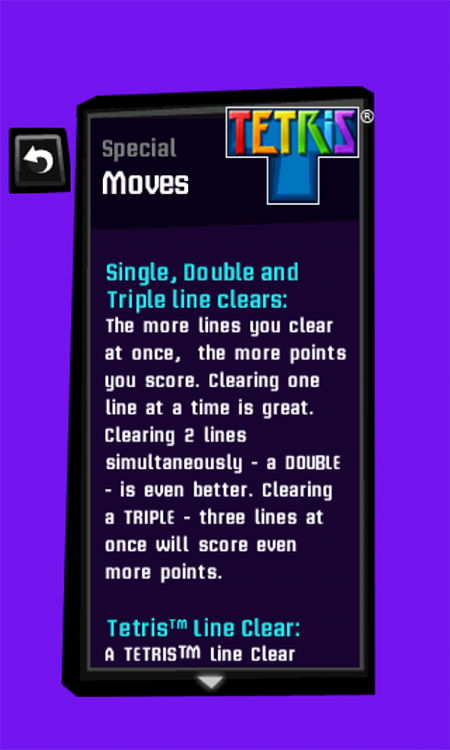 TETRIS®
Special
Moves
Single, Double and
Triple line clears:
The more lines you clear
at once,  the more points
you score. Clearing one
line at a time is great.
Clearing 2 lines
simultaneously - a DOUBLE
- is even better. Clearing
a TRIPLE - three lines at
once will score even
more points.
Tetris™ Line Clear:
A TETRIS™ Line Clear